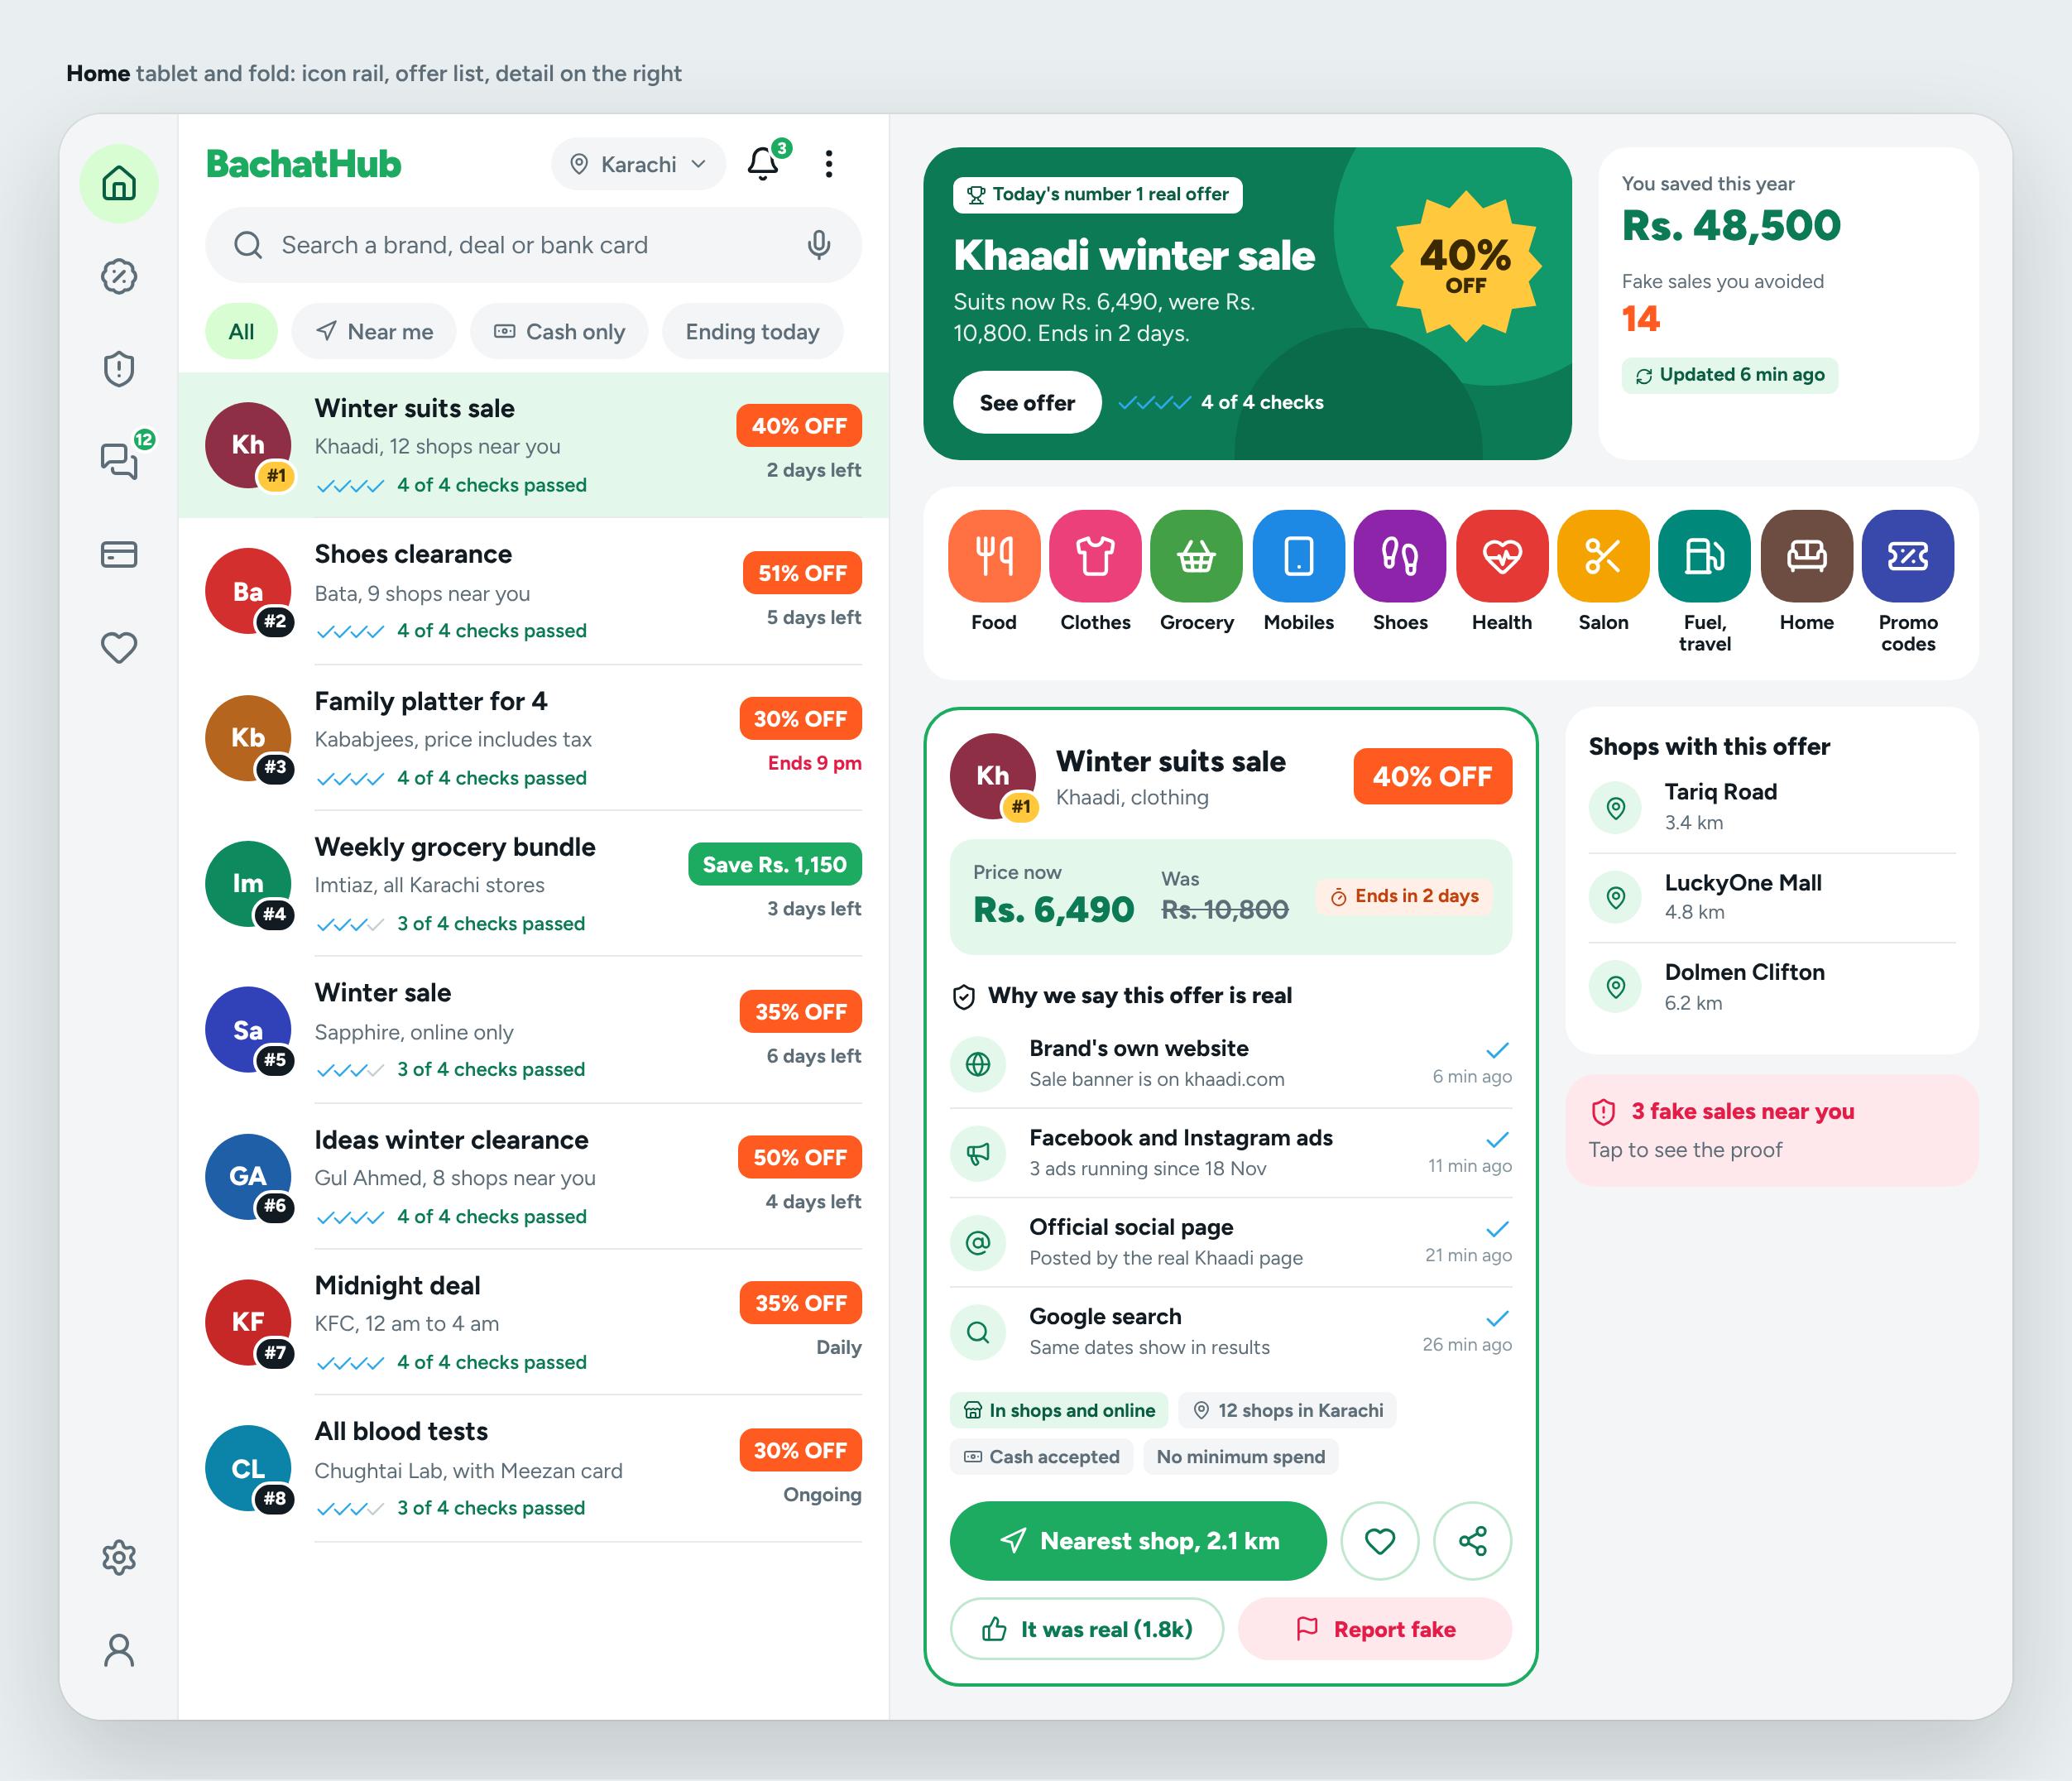 Home tablet and fold: icon rail, offer list, detail on the right
BachatHub
Karachi
3
Search a brand, deal or bank card
All
Near me
Cash only
Ending today
12
Kh
#1
Winter suits sale
Khaadi, 12 shops near you
4 of 4 checks passed
40% OFF
2 days left
Ba
#2
Shoes clearance
Bata, 9 shops near you
4 of 4 checks passed
51% OFF
5 days left
Kb
#3
Family platter for 4
Kababjees, price includes tax
4 of 4 checks passed
30% OFF
Ends 9 pm
Im
#4
Weekly grocery bundle
Imtiaz, all Karachi stores
3 of 4 checks passed
Save Rs. 1,150
3 days left
Sa
#5
Winter sale
Sapphire, online only
3 of 4 checks passed
35% OFF
6 days left
GA
#6
Ideas winter clearance
Gul Ahmed, 8 shops near you
4 of 4 checks passed
50% OFF
4 days left
KF
#7
Midnight deal
KFC, 12 am to 4 am
4 of 4 checks passed
35% OFF
Daily
CL
#8
All blood tests
Chughtai Lab, with Meezan card
3 of 4 checks passed
30% OFF
Ongoing
Today's number 1 real offer
Khaadi winter sale
Suits now Rs. 6,490, were Rs.
10,800. Ends in 2 days.
See offer
4 of 4 checks
40%
OFF
You saved this year
Rs. 48,500
Fake sales you avoided
14
Updated 6 min ago
Food
Clothes
Grocery
Mobiles
Shoes
Health
Salon
Fuel,
travel
Home
Promo
codes
Kh
#1
Winter suits sale
Khaadi, clothing
40% OFF
Price now
Rs. 6,490
Was
Rs. 10,800
Ends in 2 days
Why we say this offer is real
Brand's own website
Sale banner is on khaadi.com
6 min ago
Facebook and Instagram ads
3 ads running since 18 Nov
11 min ago
Official social page
Posted by the real Khaadi page
21 min ago
Google search
Same dates show in results
26 min ago
In shops and online
12 shops in Karachi
Cash accepted
No minimum spend
Nearest shop, 2.1 km
It was real (1.8k)
Report fake
Shops with this offer
Tariq Road
3.4 km
LuckyOne Mall
4.8 km
Dolmen Clifton
6.2 km
3 fake sales near you
Tap to see the proof